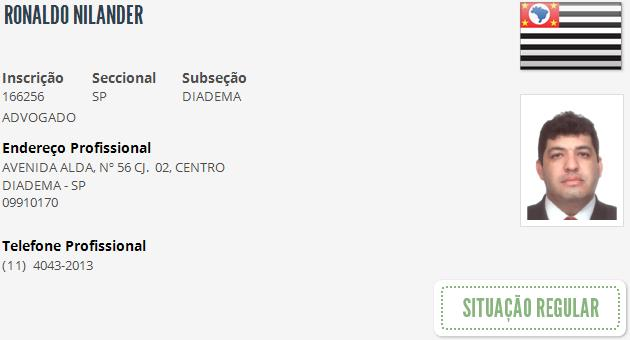 RONALDO NILANDER
Inscrição Seccional Subseção
166256 SP DIADEMA
ADVOGADO
Endereço Profissional
AVENIDA ALDA, Nº 56 CJ. 02, CENTRO
DIADEMA - SP
09910170
Telefone Profissional
(11) 4043-2013
SITUAÇÃO REGULAR